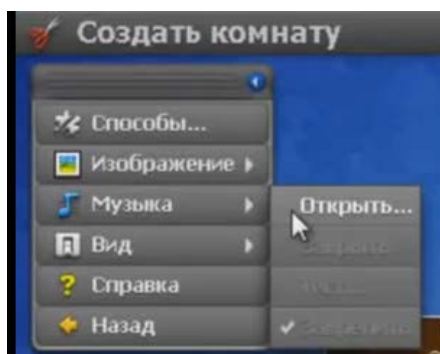 Создать комнату
Способы...
Изображение
Музыка
Открыть...
Вид
Справка
Назад